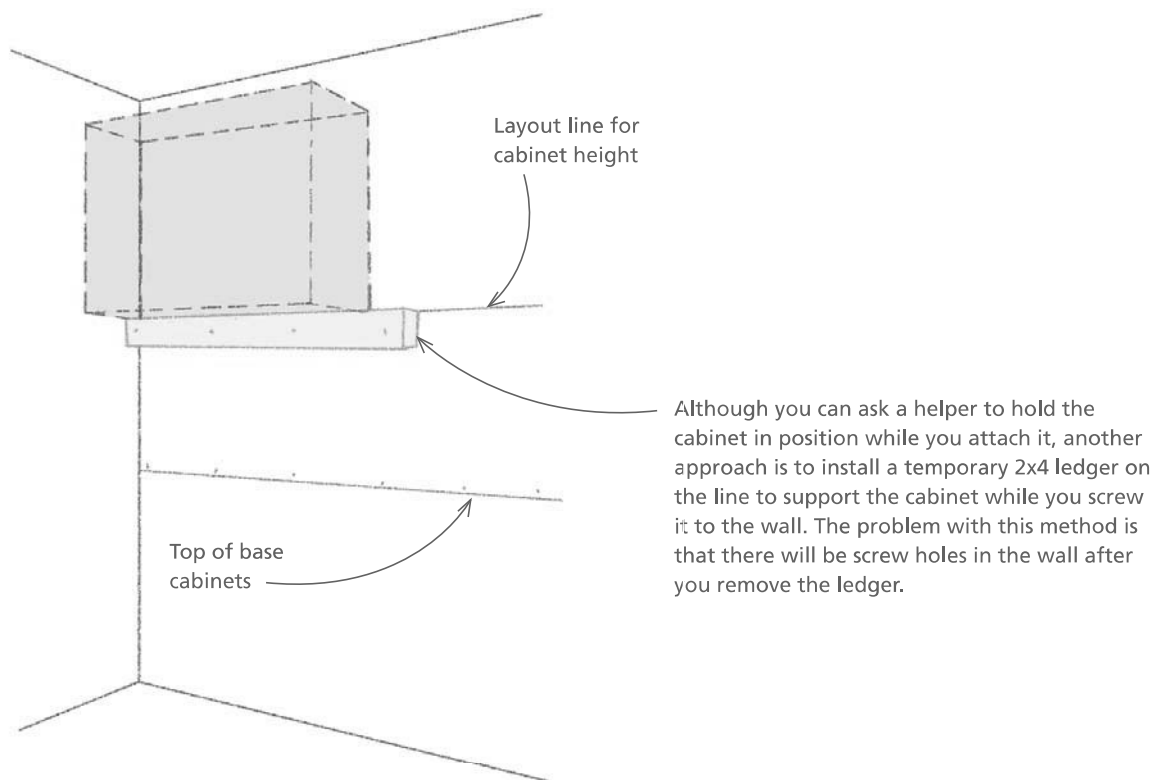 Layout line for
cabinet height
Although you can ask a helper to hold the
cabinet in position while you attach it, another
approach is to install a temporary 2x4 ledger on
the line to support the cabinet while you screw
it to the wall. The problem with this method is
that there will be screw holes in the wall after
you remove the ledger.
Top of base
cabinets